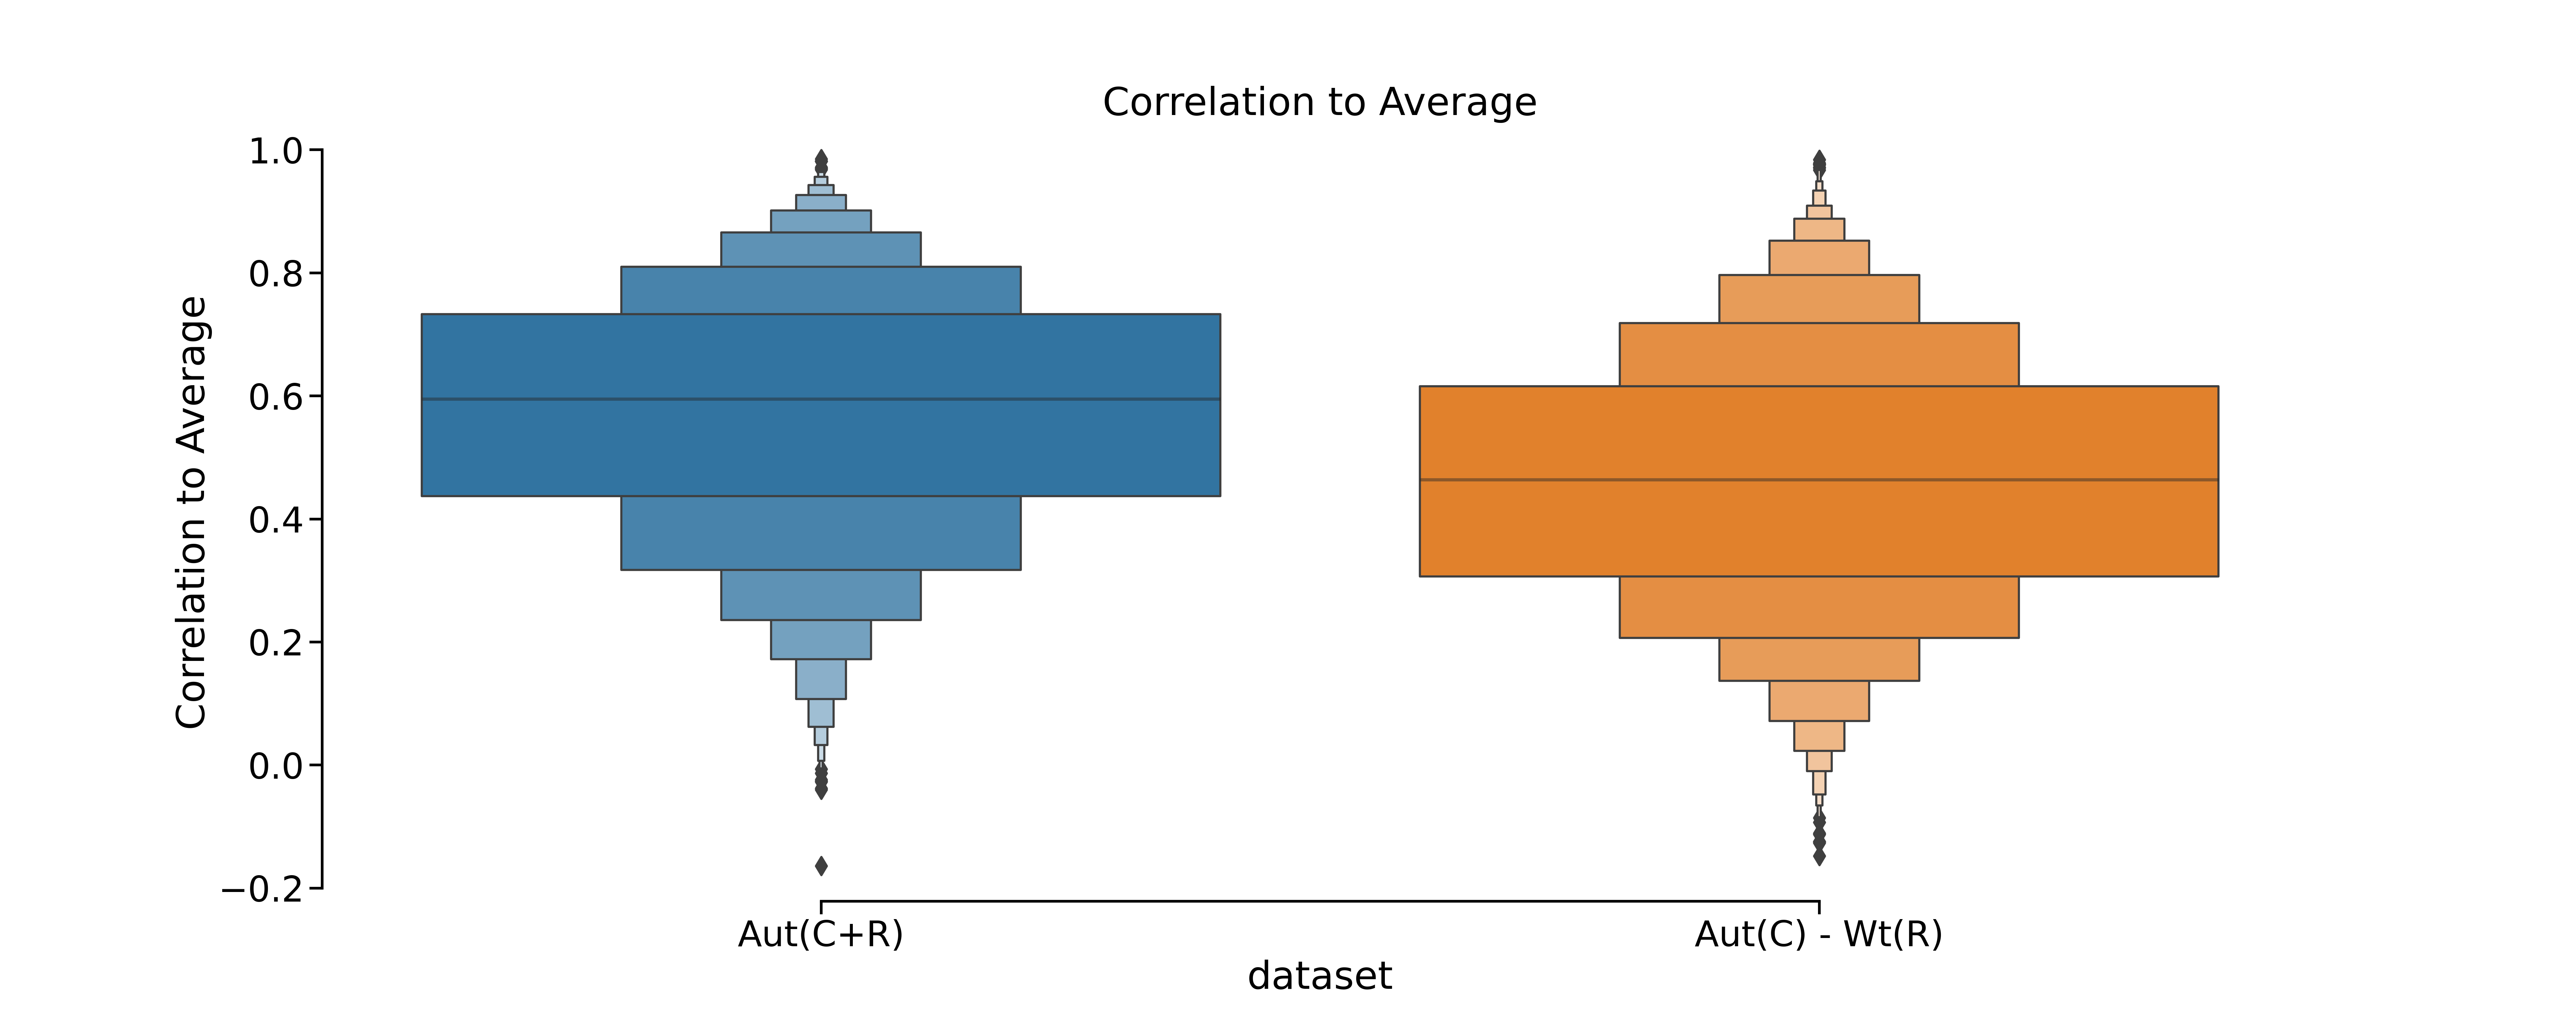 Correlation to Average
Correlation to Average
1.0
0.8
0.6
0.4
0.2
0.0
−0.2
Aut(C+R)
Aut(C) - Wt(R)
dataset